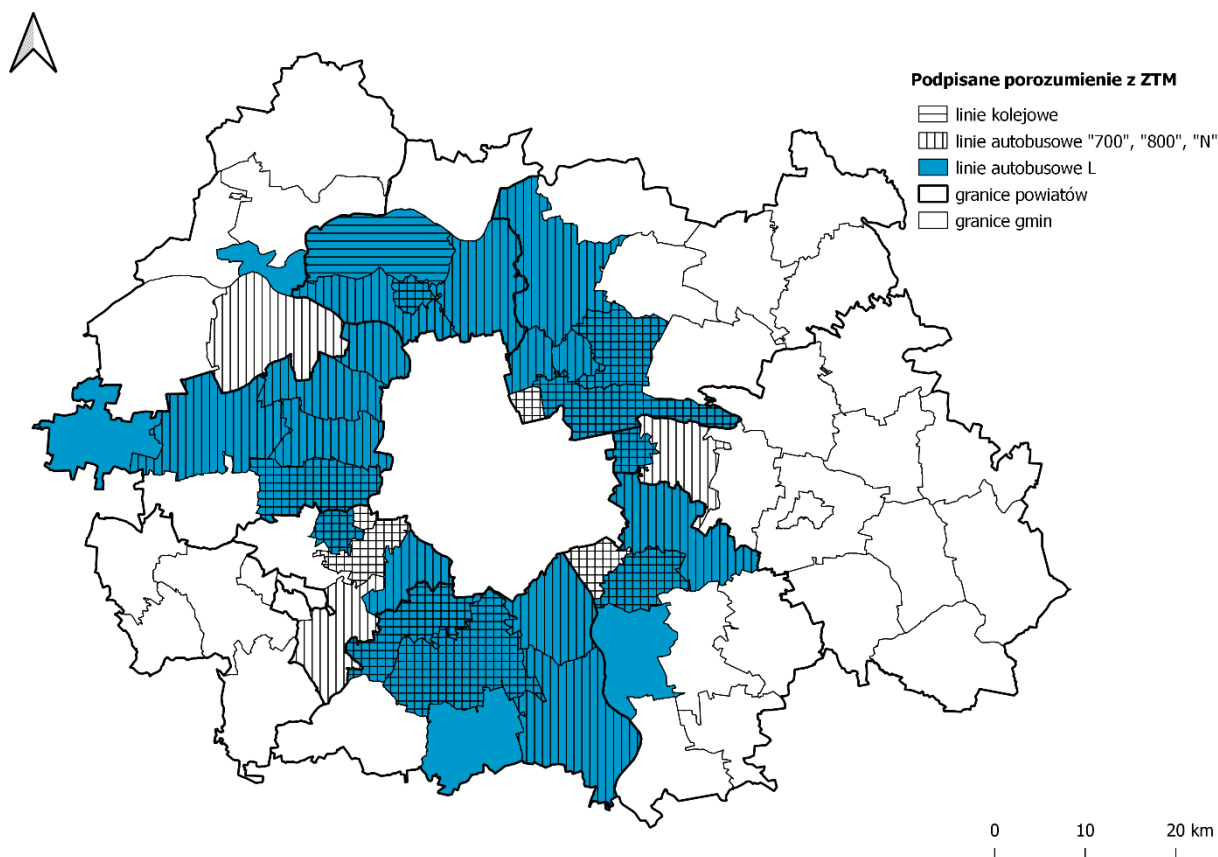 Podpisane porozumienie z ZTM
linie kolejowe
linie autobusowe "700", "800", "N"
linie autobusowe L
granice powiatów
granice gmin
0 10 20 km